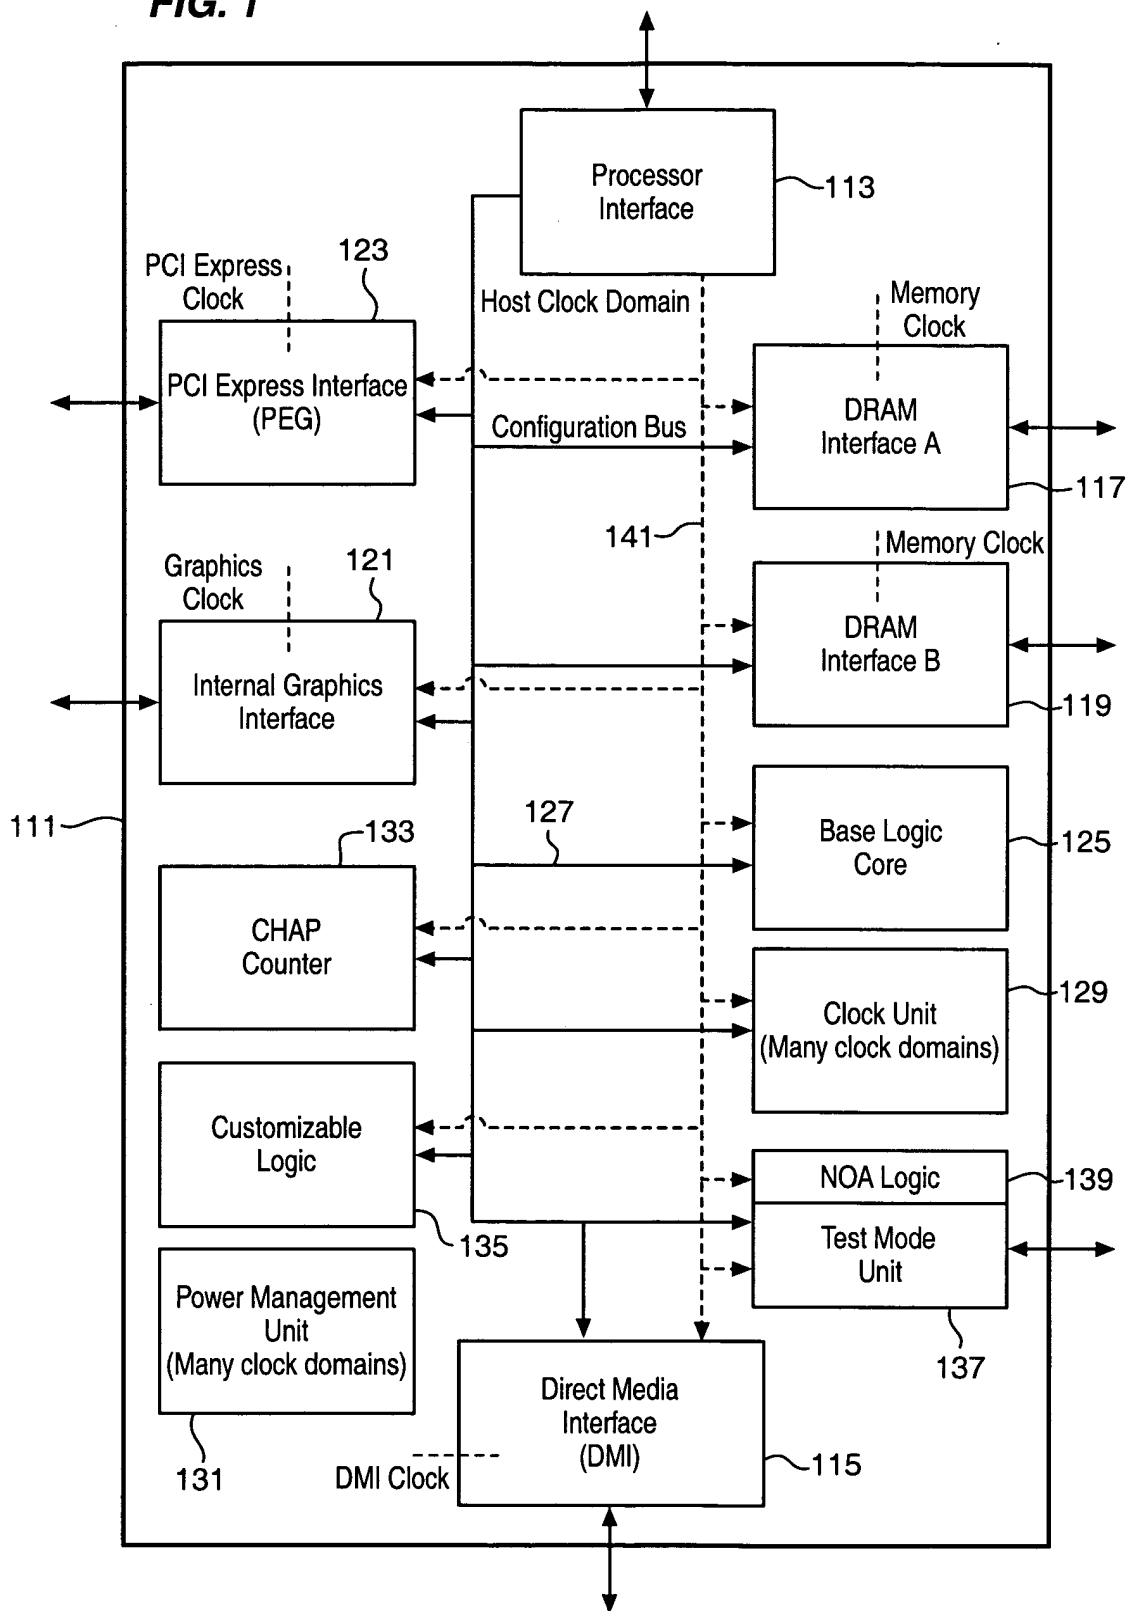 FIG. 1
Processor
Interface
113
PCI Express
Clock
123
Host Clock Domain
Memory
Clock
PCI Express Interface
(PEG)
Configuration Bus
DRAM
Interface A
117
141
Graphics
Clock
121
Memory Clock
Internal Graphics
Interface
DRAM
Interface B
119
111
133
127
Base Logic
Core
125
CHAP
Counter
Clock Unit
(Many clock domains)
129
Customizable
Logic
135
NOA Logic
139
Test Mode
Unit
137
Power Management
Unit
(Many clock domains)
131
Direct Media
Interface
(DMI)
DMI Clock
115